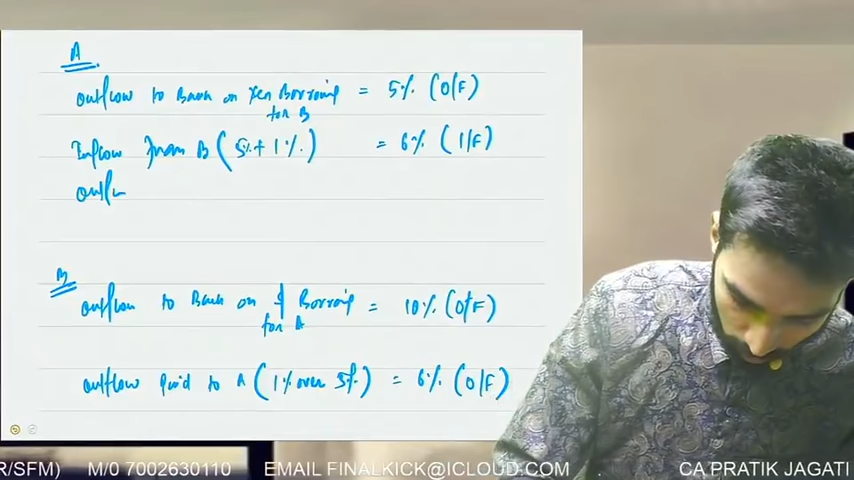 A
outflow to Bank on Yen Borrowing = 5% (O/F)
for B
Inflow from B (5% + 1%) = 6% (I/F)
outfl
B
outflow to Bank on $ Borrowing = 10% (O/F)
for A
outflow paid to A (1% over 5%) = 6% (O/F)
R/SFM) M/0 7002630110 EMAIL FINALKICK@ICLOUD.COM CA PRATIK JAGATI